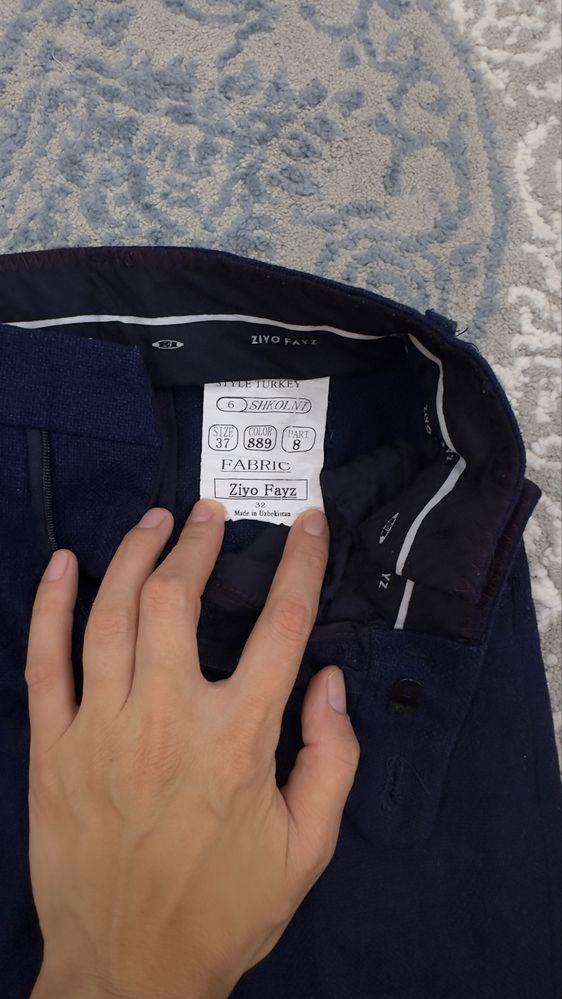 ZIYO FAYZ
STYLE TURKEY
6 SHKOLNI
SIZE COLOR PART
37 889 8
FABRIC
Ziyo Fayz
32
Made in Uzbekistan
YZ